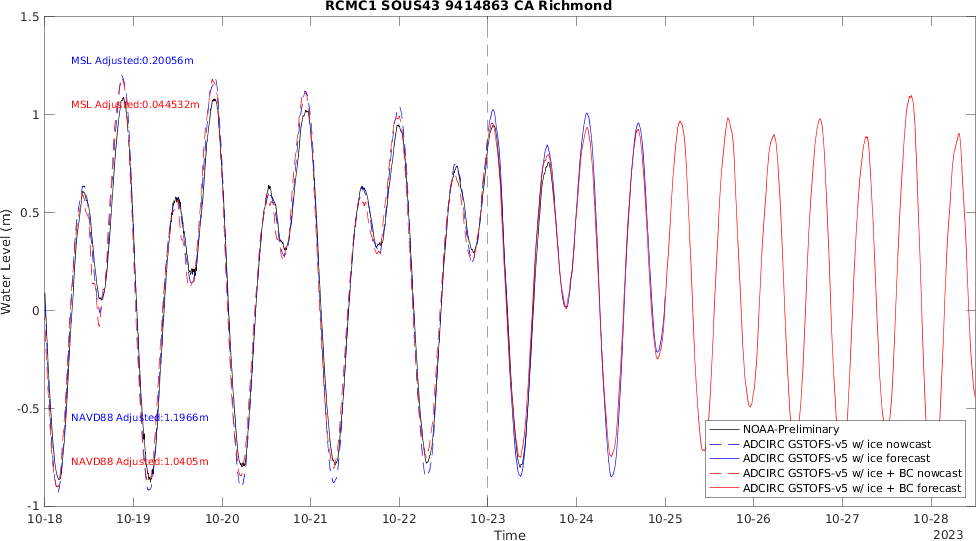 RCMC1 SOUS43 9414863 CA Richmond
1.5
1
0.5
0
-0.5
-1
Water Level (m)
MSL Adjusted:0.20056m
MSL Adjusted:0.044532m
NAVD88 Adjusted:1.1966m
NAVD88 Adjusted:1.0405m
NOAA-Preliminary
ADCIRC GSTOFS-v5 w/ ice nowcast
ADCIRC GSTOFS-v5 w/ ice forecast
ADCIRC GSTOFS-v5 w/ ice + BC nowcast
ADCIRC GSTOFS-v5 w/ ice + BC forecast
10-18 10-19 10-20 10-21 10-22 10-23 10-24 10-25 10-26 10-27 10-28
Time
2023